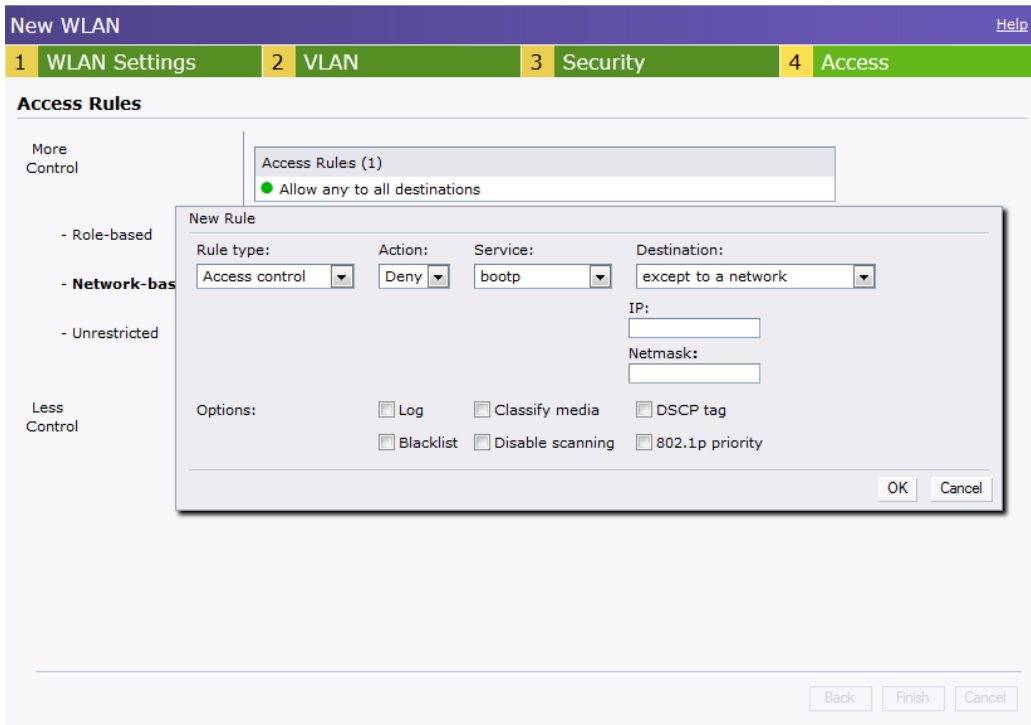 New WLAN
Help
1 WLAN Settings 2 VLAN 3 Security 4 Access
Access Rules
More
Control
Access Rules (1)
Allow any to all destinations
- Role-based
- Network-bas
- Unrestricted
Less
Control
New Rule
Rule type: Action: Service: Destination:
Access control Deny bootp except to a network
IP:
Netmask:
Options: Log Classify media DSCP tag
Blacklist Disable scanning 802.1p priority
OK Cancel
Back Finish Cancel